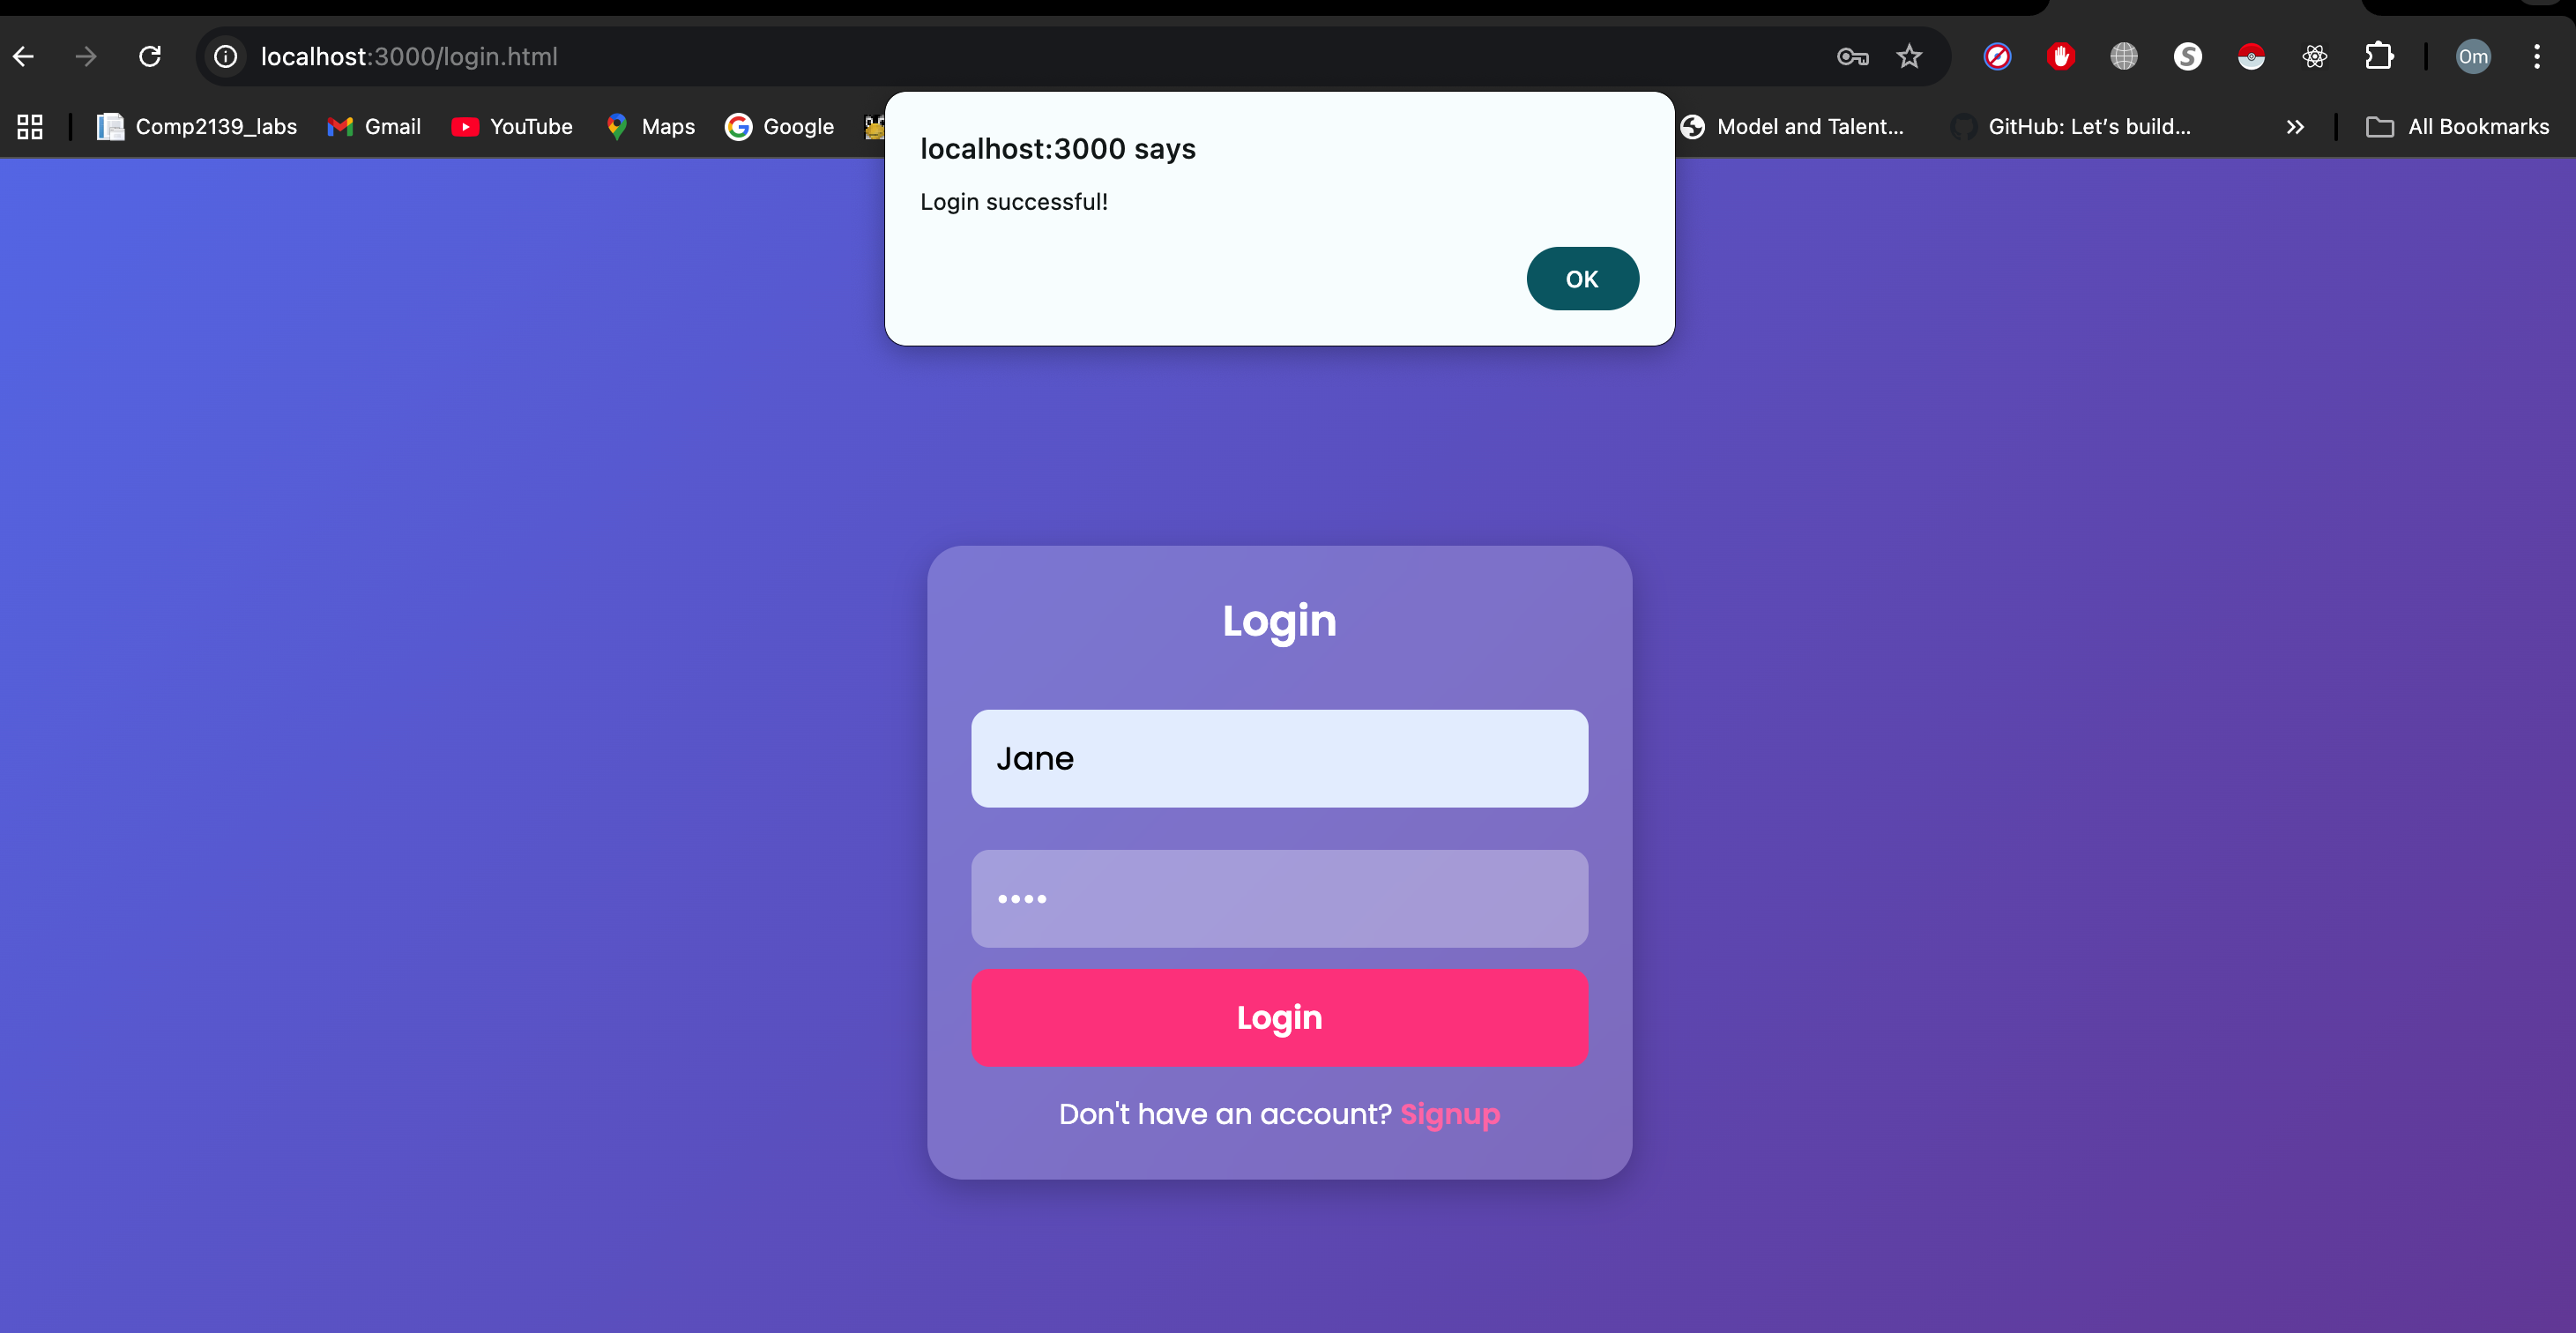 localhost:3000/login.html
Om
Comp2139_labs
Gmail
YouTube
Maps
Google
Model and Talent...
GitHub: Let’s build...
All Bookmarks
localhost:3000 says
Login successful!
OK
Login
Jane
••••
Login
Don't have an account? Signup